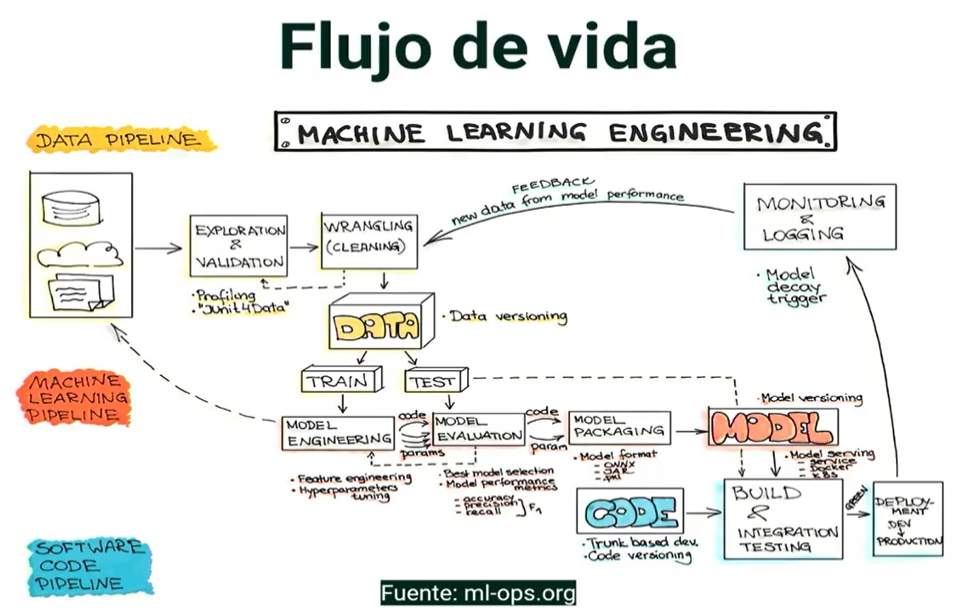 Flujo de vida
DATA PIPELINE
MACHINE LEARNING ENGINEERING
FEEDBACK
new data from model performance
MONITORING
&
LOGGING
• Model
decay
trigger
EXPLORATION
&
VALIDATION
• Profiling
• "Junit4Data"
WRANGLING
(CLEANING)
DATA
• Data versioning
TRAIN
TEST
MACHINE
LEARNING
PIPELINE
MODEL
ENGINEERING
• Feature engineering
• Hyperparameters
tuning
code
params
MODEL
EVALUATION
• Best model selection
• Model performance
metrics
- accuracy
- precision
- recall
F1
code
param
MODEL
PACKAGING
• Model format
- ONNX
• Model versioning
MODEL
• Model serving
- service
- Docker
- K8S
CODE
• Trunk based dev.
• Code versioning
BUILD
&
INTEGRATION
TESTING
GREEN
DEPLOY-
MENT
DEV
PRODUCTION
SOFTWARE
CODE
PIPELINE
Fuente: ml-ops.org